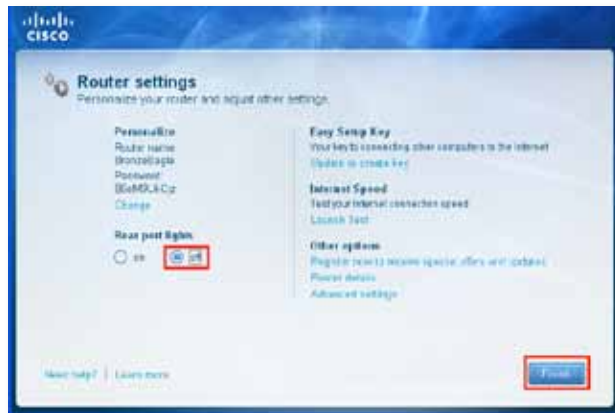 cisco
Router settings
Personalize your router and adjust other settings.
Personalize
Router name
BronzeEagle
Password
Change
Rear port lights
on
off
Easy Setup Key
Your key to connecting other computers to the Internet
Update or create key
Internet Speed
Test your Internet connection speed
Launch Test
Other options
Register now to receive special offers and updates
Router details
Advanced settings
Need help? | Learn more
Finish